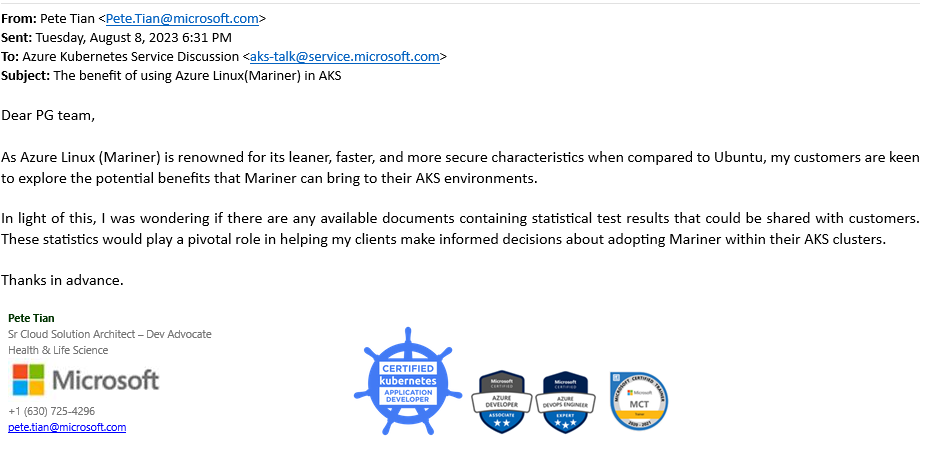 From: Pete Tian <Pete.Tian@microsoft.com>
Sent: Tuesday, August 8, 2023 6:31 PM
To: Azure Kubernetes Service Discussion <aks-talk@service.microsoft.com>
Subject: The benefit of using Azure Linux(Mariner) in AKS
Dear PG team,
As Azure Linux (Mariner) is renowned for its leaner, faster, and more secure characteristics when compared to Ubuntu, my customers are keen
to explore the potential benefits that Mariner can bring to their AKS environments.
In light of this, I was wondering if there are any available documents containing statistical test results that could be shared with customers.
These statistics would play a pivotal role in helping my clients make informed decisions about adopting Mariner within their AKS clusters.
Thanks in advance.
Pete Tian
Sr Cloud Solution Architect – Dev Advocate
Health & Life Science
Microsoft
+1 (630) 725-4296
pete.tian@microsoft.com
CERTIFIED
kubernetes
APPLICATION
DEVELOPER
Microsoft
CERTIFIED
AZURE
DEVELOPER
ASSOCIATE
Microsoft
CERTIFIED
AZURE
DEVOPS ENGINEER
EXPERT
MICROSOFT CERTIFIED TRAINER
Microsoft
MCT
2020 - 2021